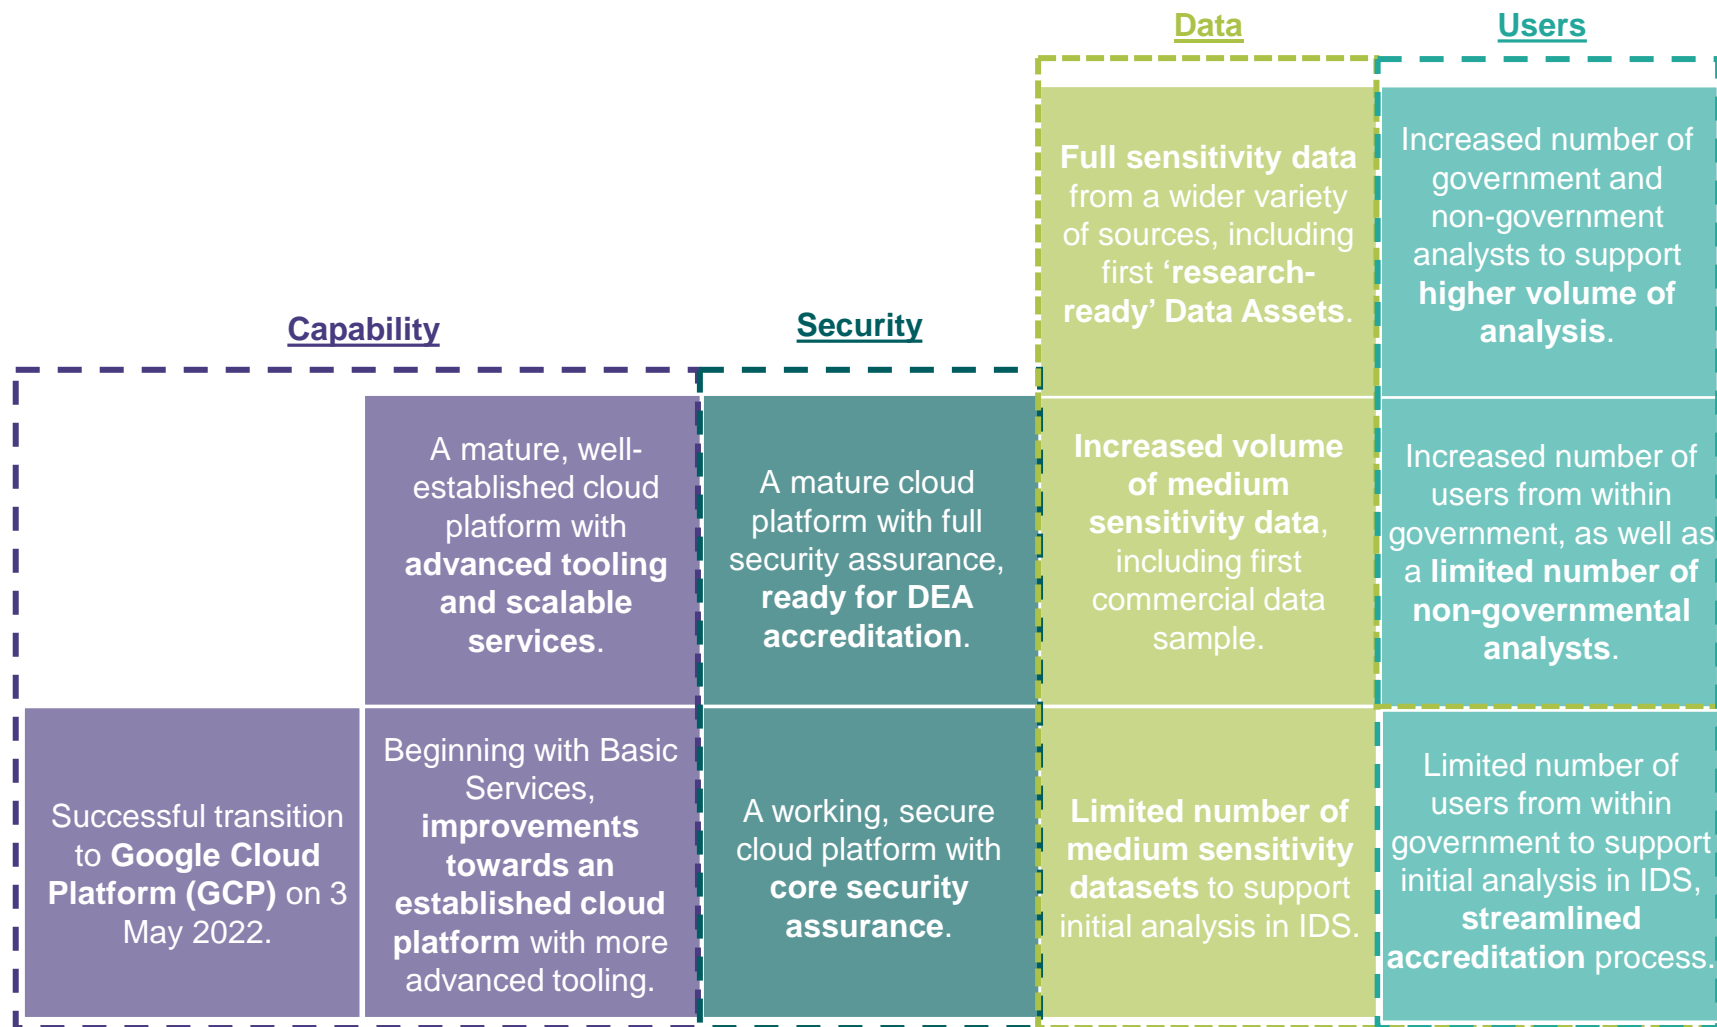 Data
Users
Full sensitivity data
from a wider variety
of sources, including
first ‘research-
ready’ Data Assets.
Increased number of
government and
non-government
analysts to support
higher volume of
analysis.
Capability
Security
A mature, well-
established cloud
platform with
advanced tooling
and scalable
services.
A mature cloud
platform with full
security assurance,
ready for DEA
accreditation.
Increased volume
of medium
sensitivity data,
including first
commercial data
sample.
Increased number of
users from within
government, as well as
a limited number of
non-governmental
analysts.
Successful transition
to Google Cloud
Platform (GCP) on 3
May 2022.
Beginning with Basic
Services,
improvements
towards an
established cloud
platform with more
advanced tooling.
A working, secure
cloud platform with
core security
assurance.
Limited number of
medium sensitivity
datasets to support
initial analysis in IDS.
Limited number of
users from within
government to support
initial analysis in IDS,
streamlined
accreditation process.